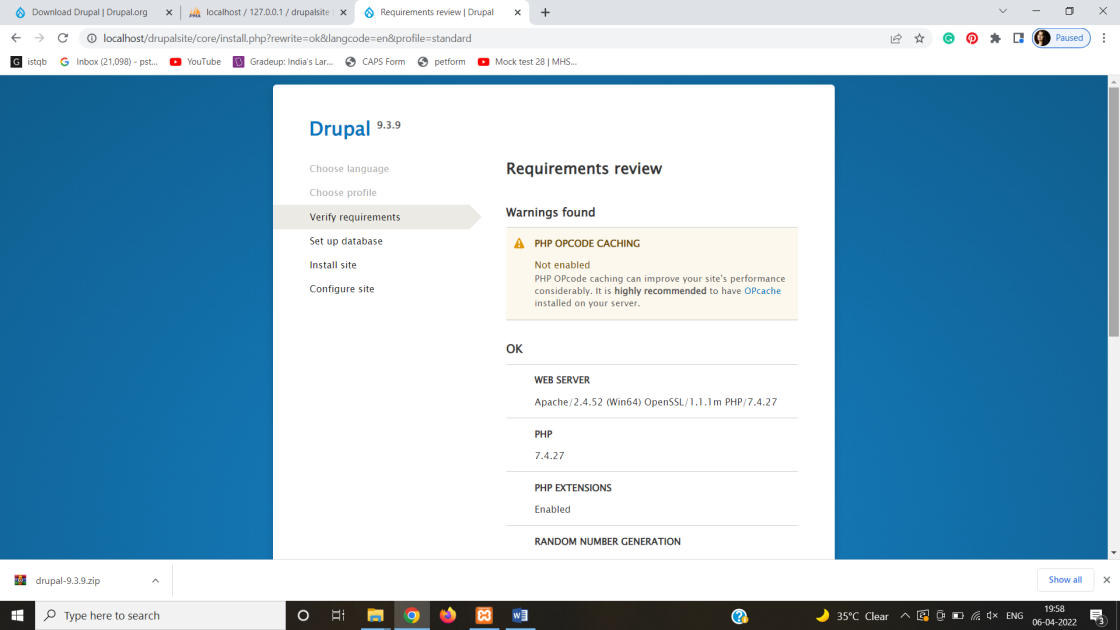 Download Drupal | Drupal.org
localhost / 127.0.0.1 / drupalsite
Requirements review | Drupal
localhost/drupalsite/core/install.php?rewrite=ok&langcode=en&profile=standard
Paused
istqb
Inbox (21,098) - pst...
YouTube
Gradeup: India's Lar...
CAPS Form
petform
Mock test 28 | MHS...
Drupal 9.3.9
Choose language
Choose profile
Verify requirements
Set up database
Install site
Configure site
Requirements review
Warnings found
PHP OPCODE CACHING
Not enabled
PHP OPcode caching can improve your site's performance
considerably. It is highly recommended to have OPcache
installed on your server.
OK
WEB SERVER
Apache/2.4.52 (Win64) OpenSSL/1.1.1m PHP/7.4.27
PHP
7.4.27
PHP EXTENSIONS
Enabled
RANDOM NUMBER GENERATION
drupal-9.3.9.zip
Show all
Type here to search
35°C Clear
ENG
19:58
06-04-2022
3